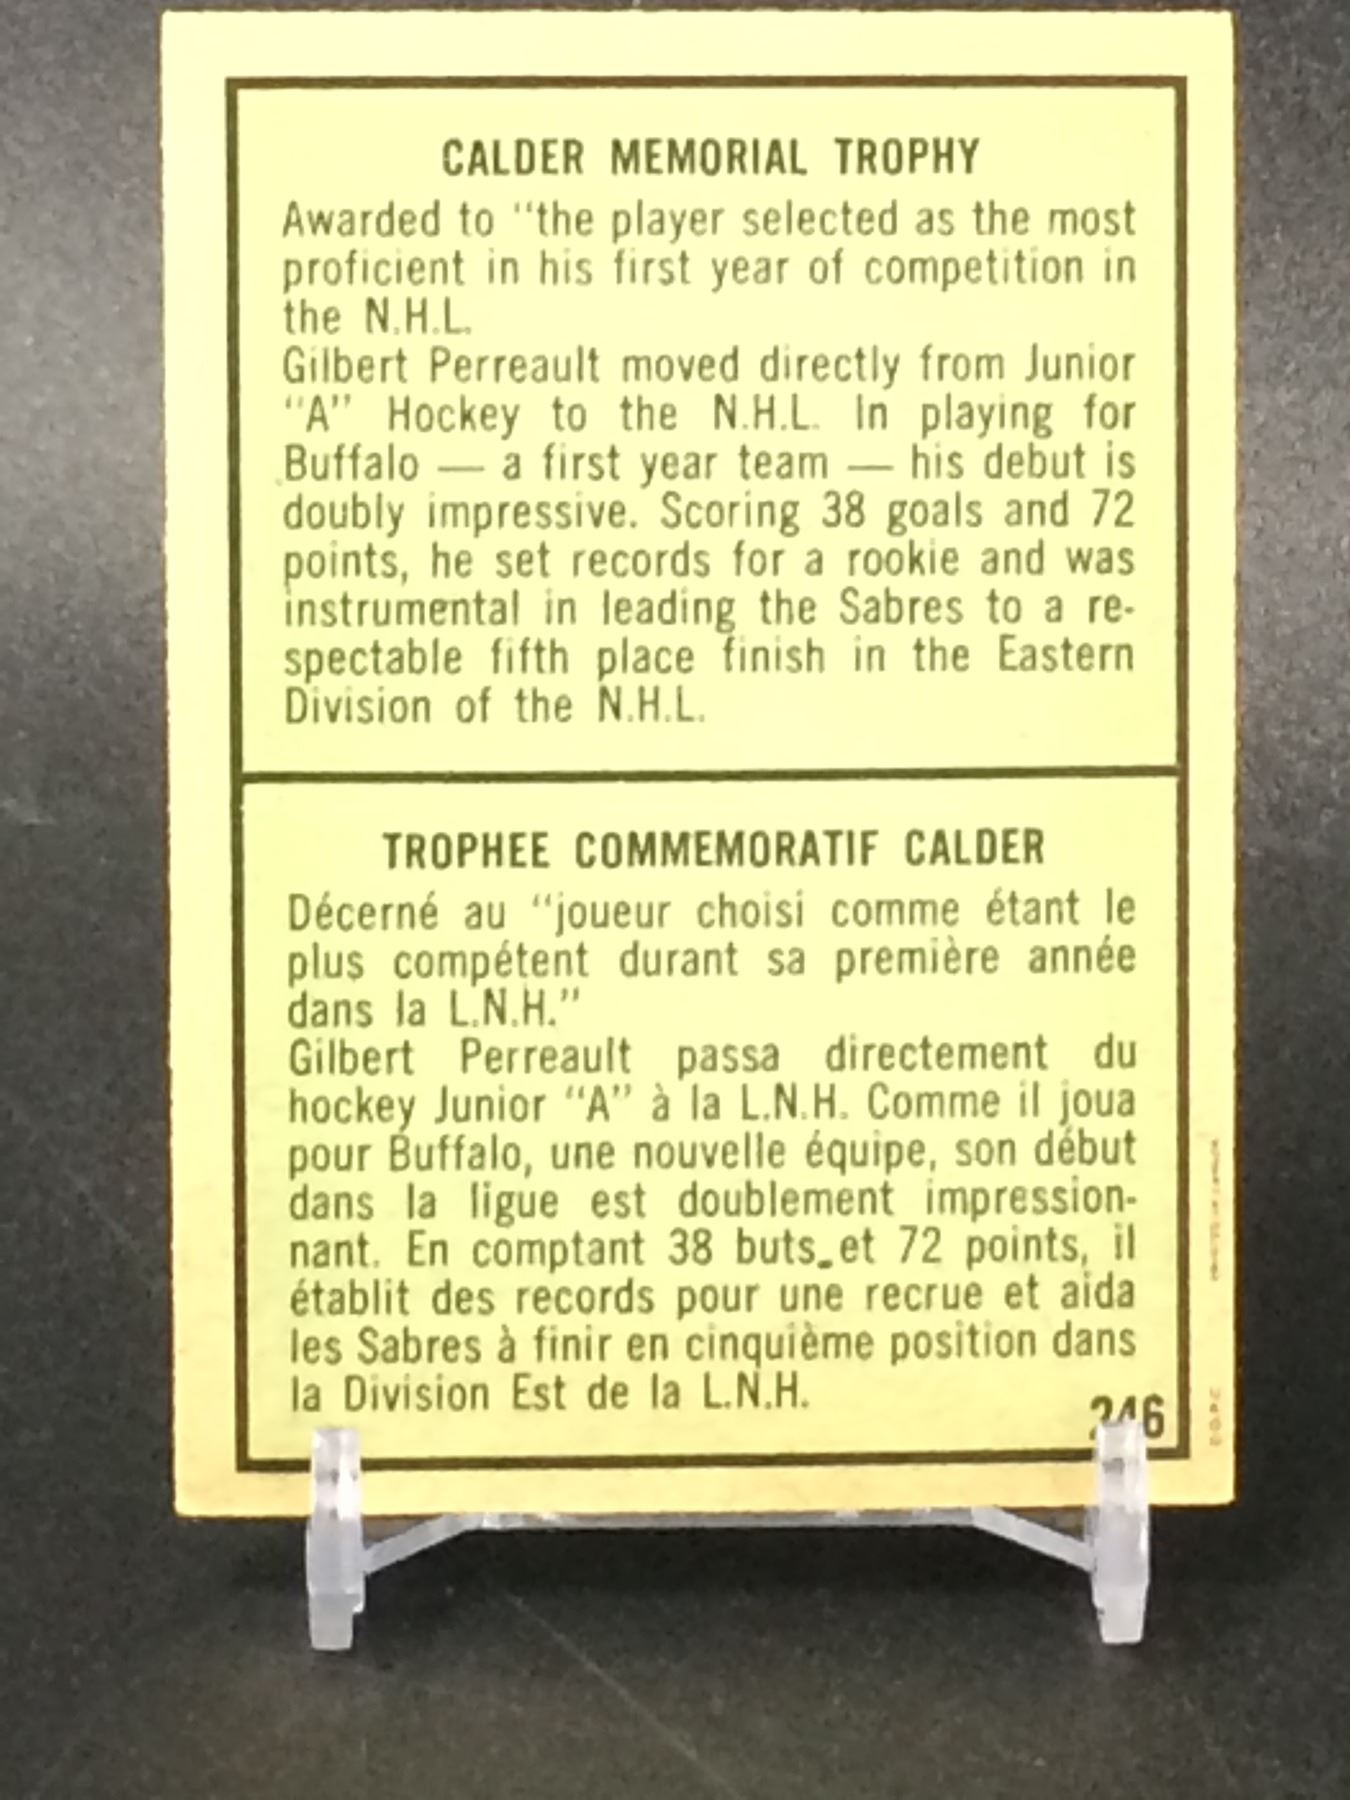 CALDER MEMORIAL TROPHY
Awarded to "the player selected as the most
proficient in his first year of competition in
the N.H.L.
Gilbert Perreault moved directly from Junior
"A" Hockey to the N.H.L. In playing for
Buffalo — a first year team — his debut is
doubly impressive. Scoring 38 goals and 72
points, he set records for a rookie and was
instrumental in leading the Sabres to a re-
spectable fifth place finish in the Eastern
Division of the N.H.L.
TROPHEE COMMEMORATIF CALDER
Décerné au "joueur choisi comme étant le
plus compétent durant sa première année
dans la L.N.H."
Gilbert Perreault passa directement du
hockey Junior "A" à la L.N.H. Comme il joua
pour Buffalo, une nouvelle équipe, son début
dans la ligue est doublement impression-
nant. En comptant 38 buts et 72 points, il
établit des records pour une recrue et aida
les Sabres à finir en cinquième position dans
la Division Est de la L.N.H.
246